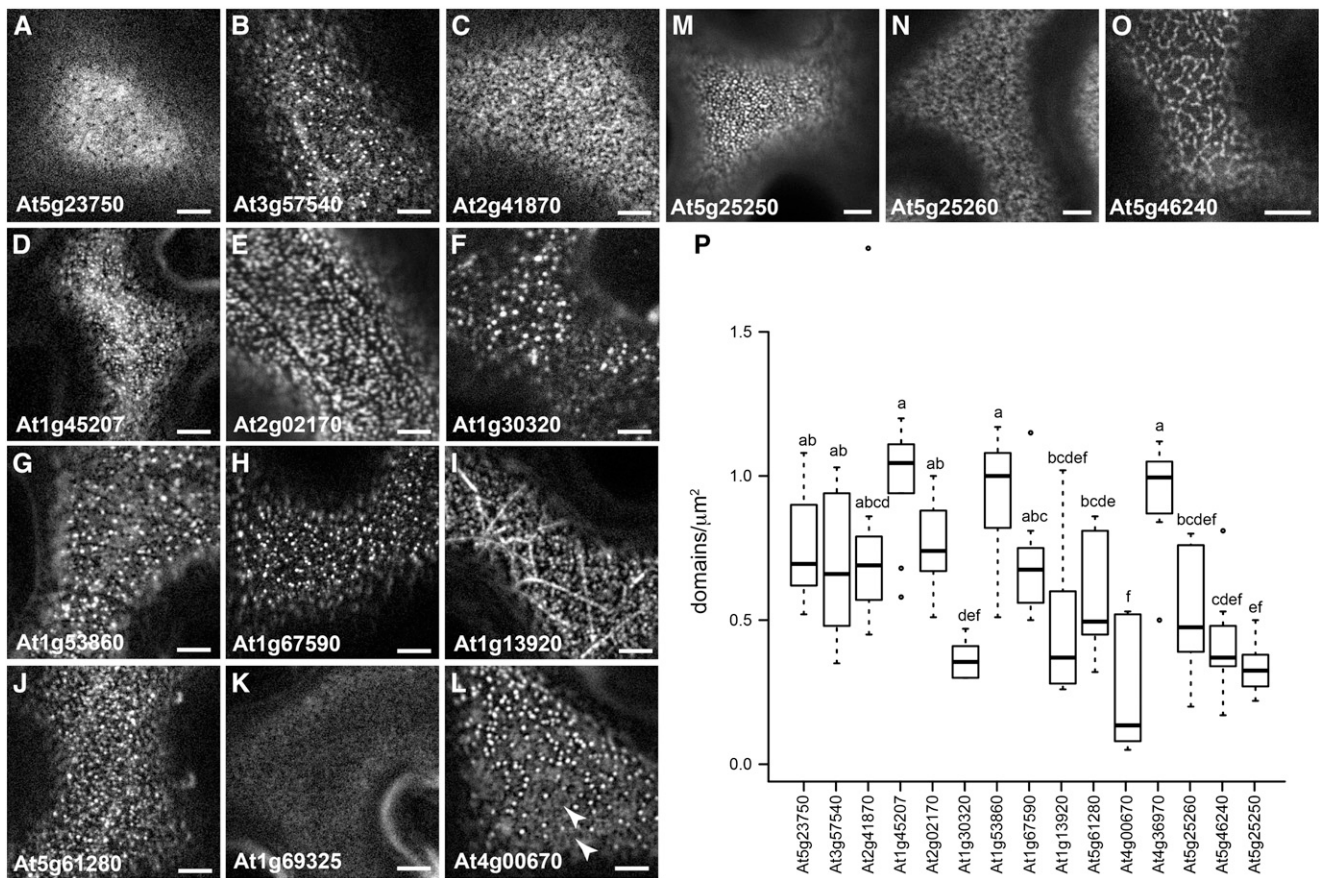 A
At5g23750
B
At3g57540
C
At2g41870
M
At5g25250
N
At5g25260
O
At5g46240
D
At1g45207
E
At2g02170
F
At1g30320
G
At1g53860
H
At1g67590
I
At1g13920
J
At5g61280
K
At1g69325
L
At4g00670
P
domains/μm²
1.5
1.0
0.5
0.0
ab
ab
abcd
a
ab
def
a
abc
bcdef
bcde
f
a
bcdef
cdef
ef
At5g23750
At3g57540
At2g41870
At1g45207
At2g02170
At1g30320
At1g53860
At1g67590
At1g13920
At5g61280
At4g00670
At4g36970
At5g25260
At5g46240
At5g25250